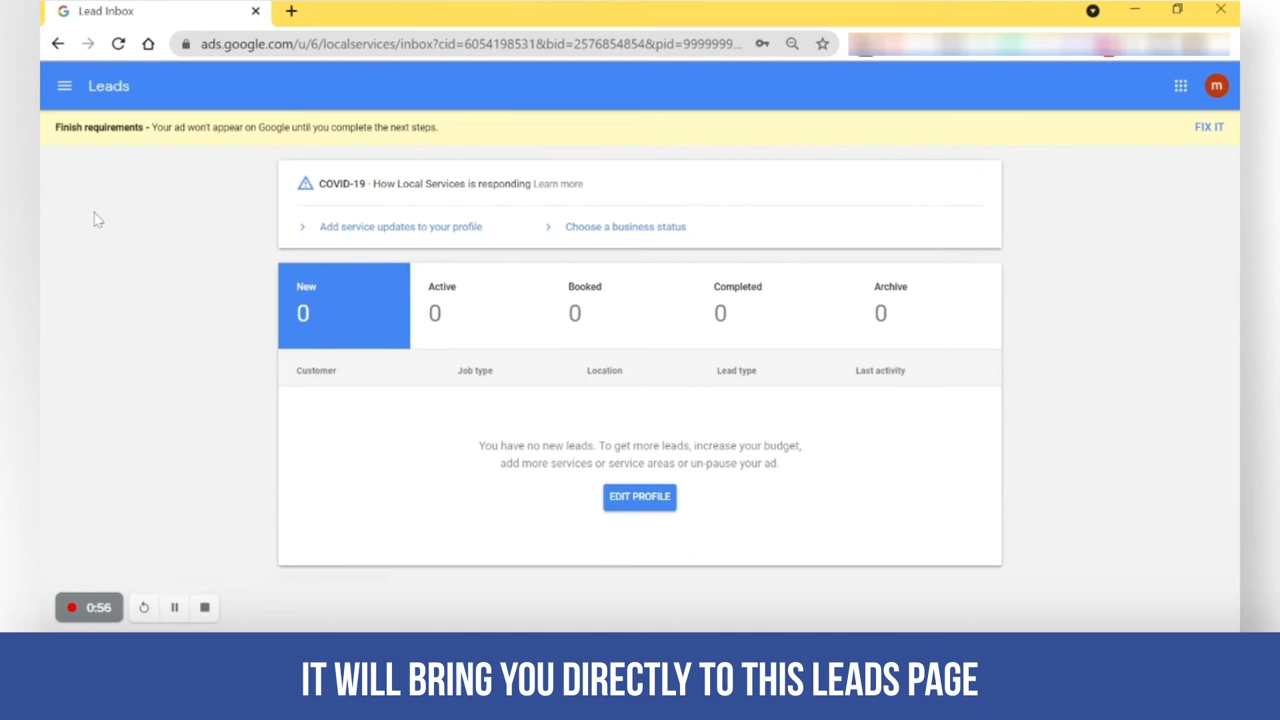 Lead Inbox
ads.google.com/u/6/localservices/inbox?cid=6054198531&bid=2576854854&pid=9999999...
Leads
m
Finish requirements - Your ad won't appear on Google until you complete the next steps.
FIX IT
COVID-19 · How Local Services is responding Learn more
Add service updates to your profile
Choose a business status
New Active Booked Completed Archive
0 0 0 0 0
Customer Job type Location Lead type Last activity
You have no new leads. To get more leads, increase your budget,
add more services or service areas or un-pause your ad.
EDIT PROFILE
0:56
IT WILL BRING YOU DIRECTLY TO THIS LEADS PAGE